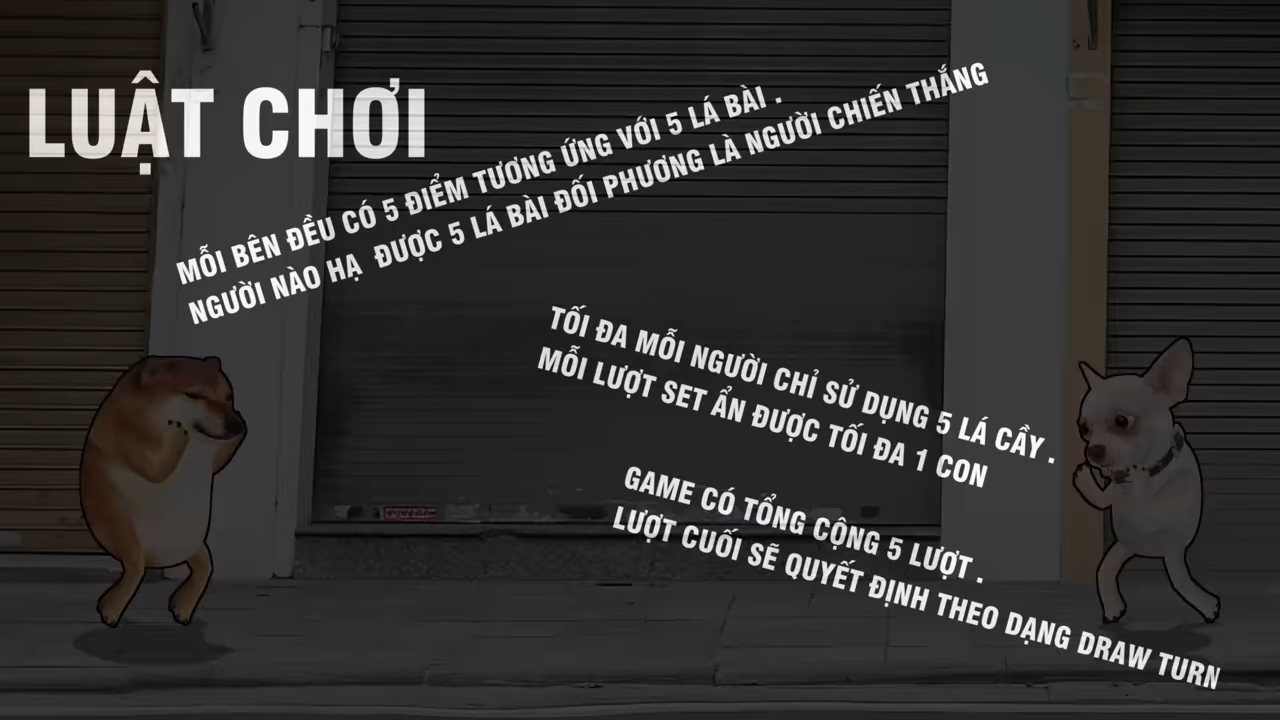 LUẬT CHƠI
MỖI BÊN ĐỀU CÓ 5 ĐIỂM TƯƠNG ỨNG VỚI 5 LÁ BÀI .
NGƯỜI NÀO HẠ ĐƯỢC 5 LÁ BÀI ĐỐI PHƯƠNG LÀ NGƯỜI CHIẾN THẮNG
TỐI ĐA MỖI NGƯỜI CHỈ SỬ DỤNG 5 LÁ CẦY .
MỖI LƯỢT SET ẨN ĐƯỢC TỐI ĐA 1 CON
GAME CÓ TỔNG CỘNG 5 LƯỢT .
LƯỢT CUỐI SẼ QUYẾT ĐỊNH THEO DẠNG DRAW TURN